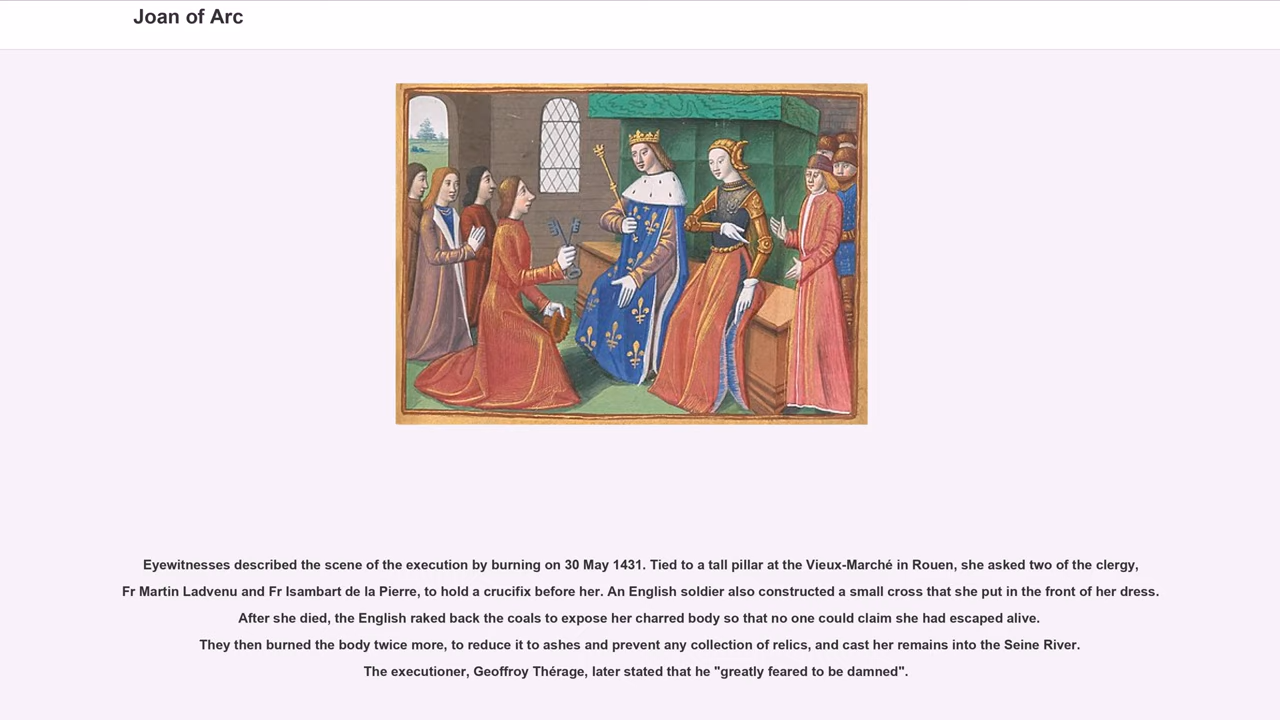 Joan of Arc
Eyewitnesses described the scene of the execution by burning on 30 May 1431. Tied to a tall pillar at the Vieux-Marché in Rouen, she asked two of the clergy,
Fr Martin Ladvenu and Fr Isambart de la Pierre, to hold a crucifix before her. An English soldier also constructed a small cross that she put in the front of her dress.
After she died, the English raked back the coals to expose her charred body so that no one could claim she had escaped alive.
They then burned the body twice more, to reduce it to ashes and prevent any collection of relics, and cast her remains into the Seine River.
The executioner, Geoffroy Thérage, later stated that he "greatly feared to be damned".